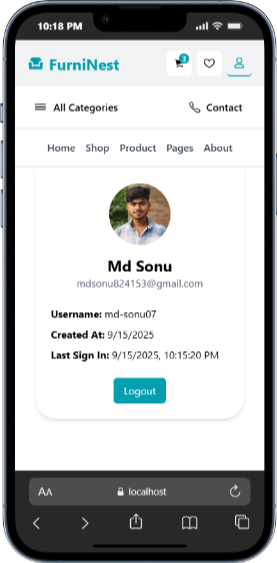 10:18 PM
FurniNest
3
All Categories
Contact
Home Shop Product Pages About
Md Sonu
mdsonu824153@gmail.com
Username: md-sonu07
Created At: 9/15/2025
Last Sign In: 9/15/2025, 10:15:20 PM
Logout
AA localhost